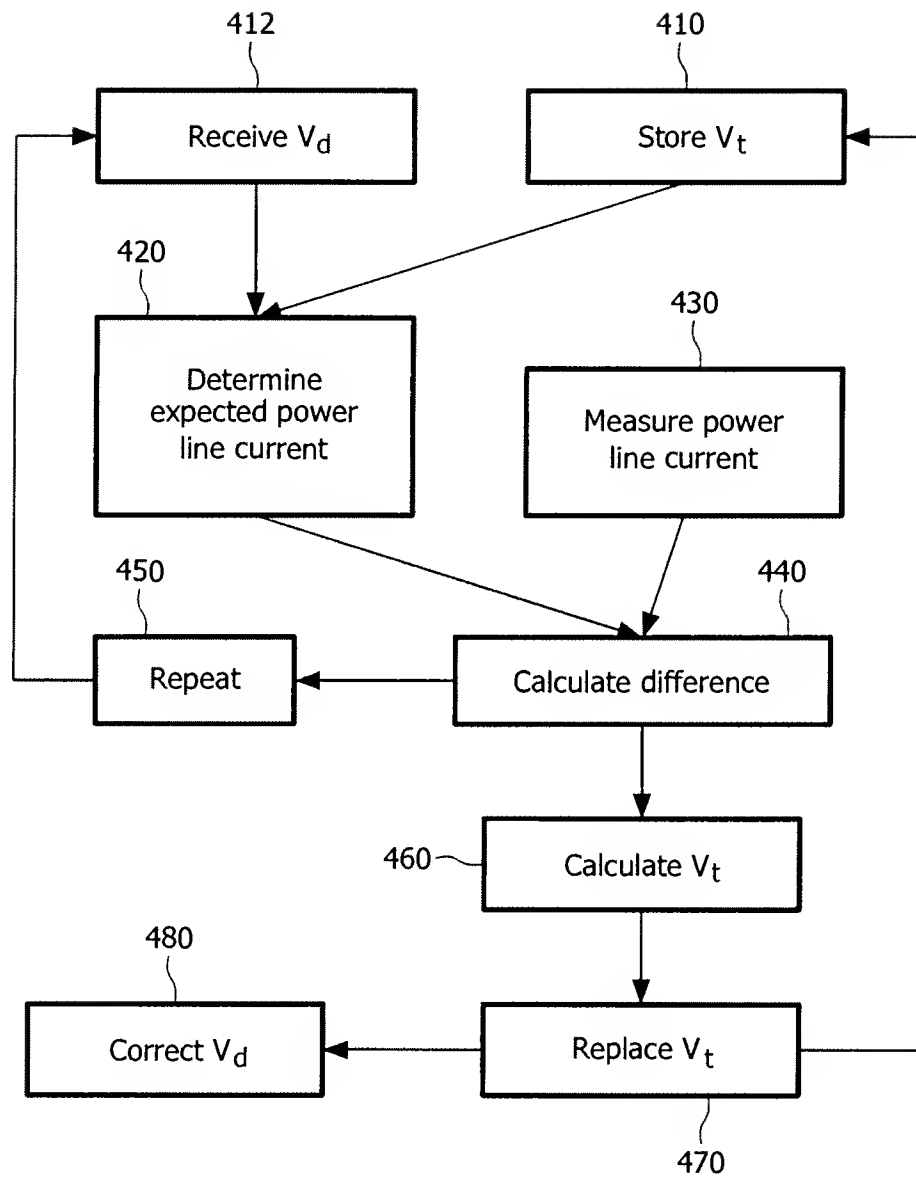 412
410
Receive Vd
Store Vt
420
430
Determine
expected power
line current
Measure power
line current
450
440
Repeat
Calculate difference
460
Calculate Vt
480
Correct Vd
Replace Vt
470